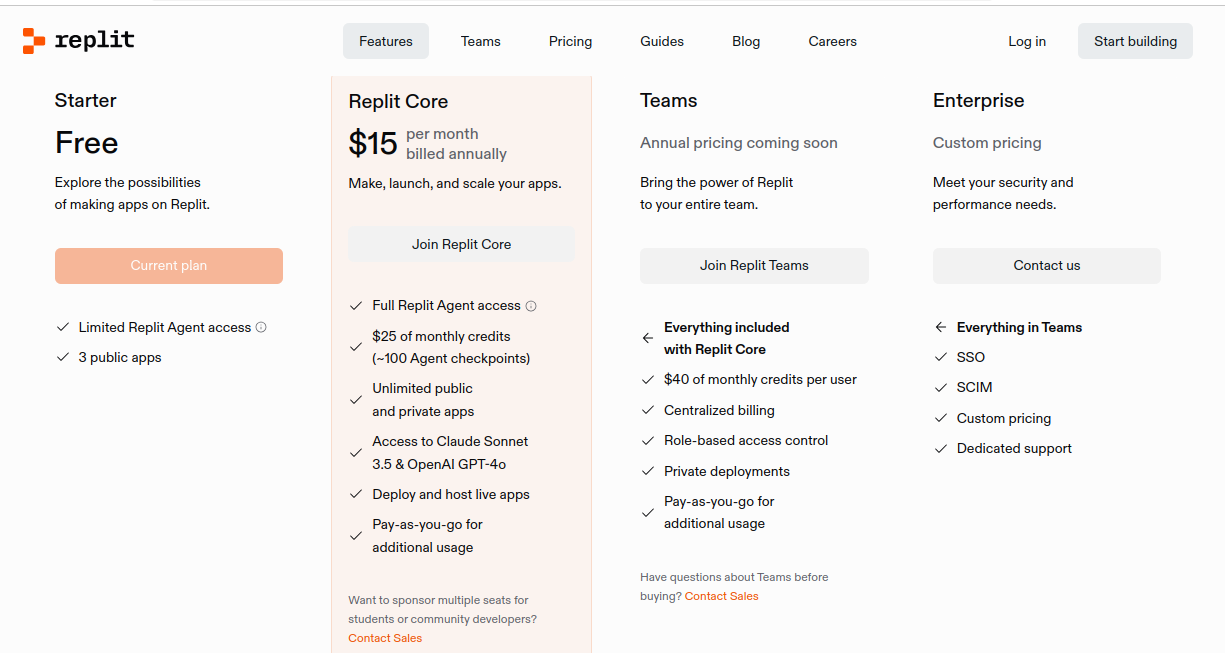 replit
Features
Teams
Pricing
Guides
Blog
Careers
Log in
Start building
Starter
Free
Explore the possibilities
of making apps on Replit.
Current plan
Limited Replit Agent access
3 public apps
Replit Core
$15
per month
billed annually
Make, launch, and scale your apps.
Join Replit Core
Full Replit Agent access
$25 of monthly credits
(~100 Agent checkpoints)
Unlimited public
and private apps
Access to Claude Sonnet
3.5 & OpenAI GPT-4o
Deploy and host live apps
Pay-as-you-go for
additional usage
Want to sponsor multiple seats for
students or community developers?
Contact Sales
Teams
Annual pricing coming soon
Bring the power of Replit
to your entire team.
Join Replit Teams
Everything included
with Replit Core
$40 of monthly credits per user
Centralized billing
Role-based access control
Private deployments
Pay-as-you-go for
additional usage
Have questions about Teams before
buying? Contact Sales
Enterprise
Custom pricing
Meet your security and
performance needs.
Contact us
Everything in Teams
SSO
SCIM
Custom pricing
Dedicated support